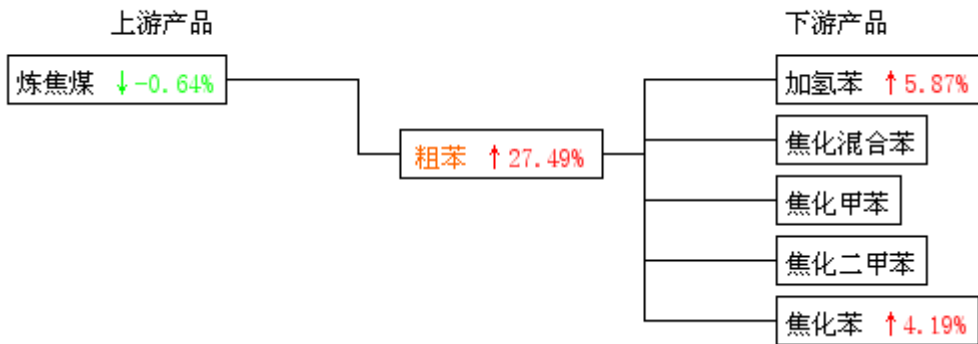 上游产品
下游产品
炼焦煤 ↓-0.64%
加氢苯 ↑5.87%
焦化混合苯
粗苯 ↑27.49%
焦化甲苯
焦化二甲苯
焦化苯 ↑4.19%